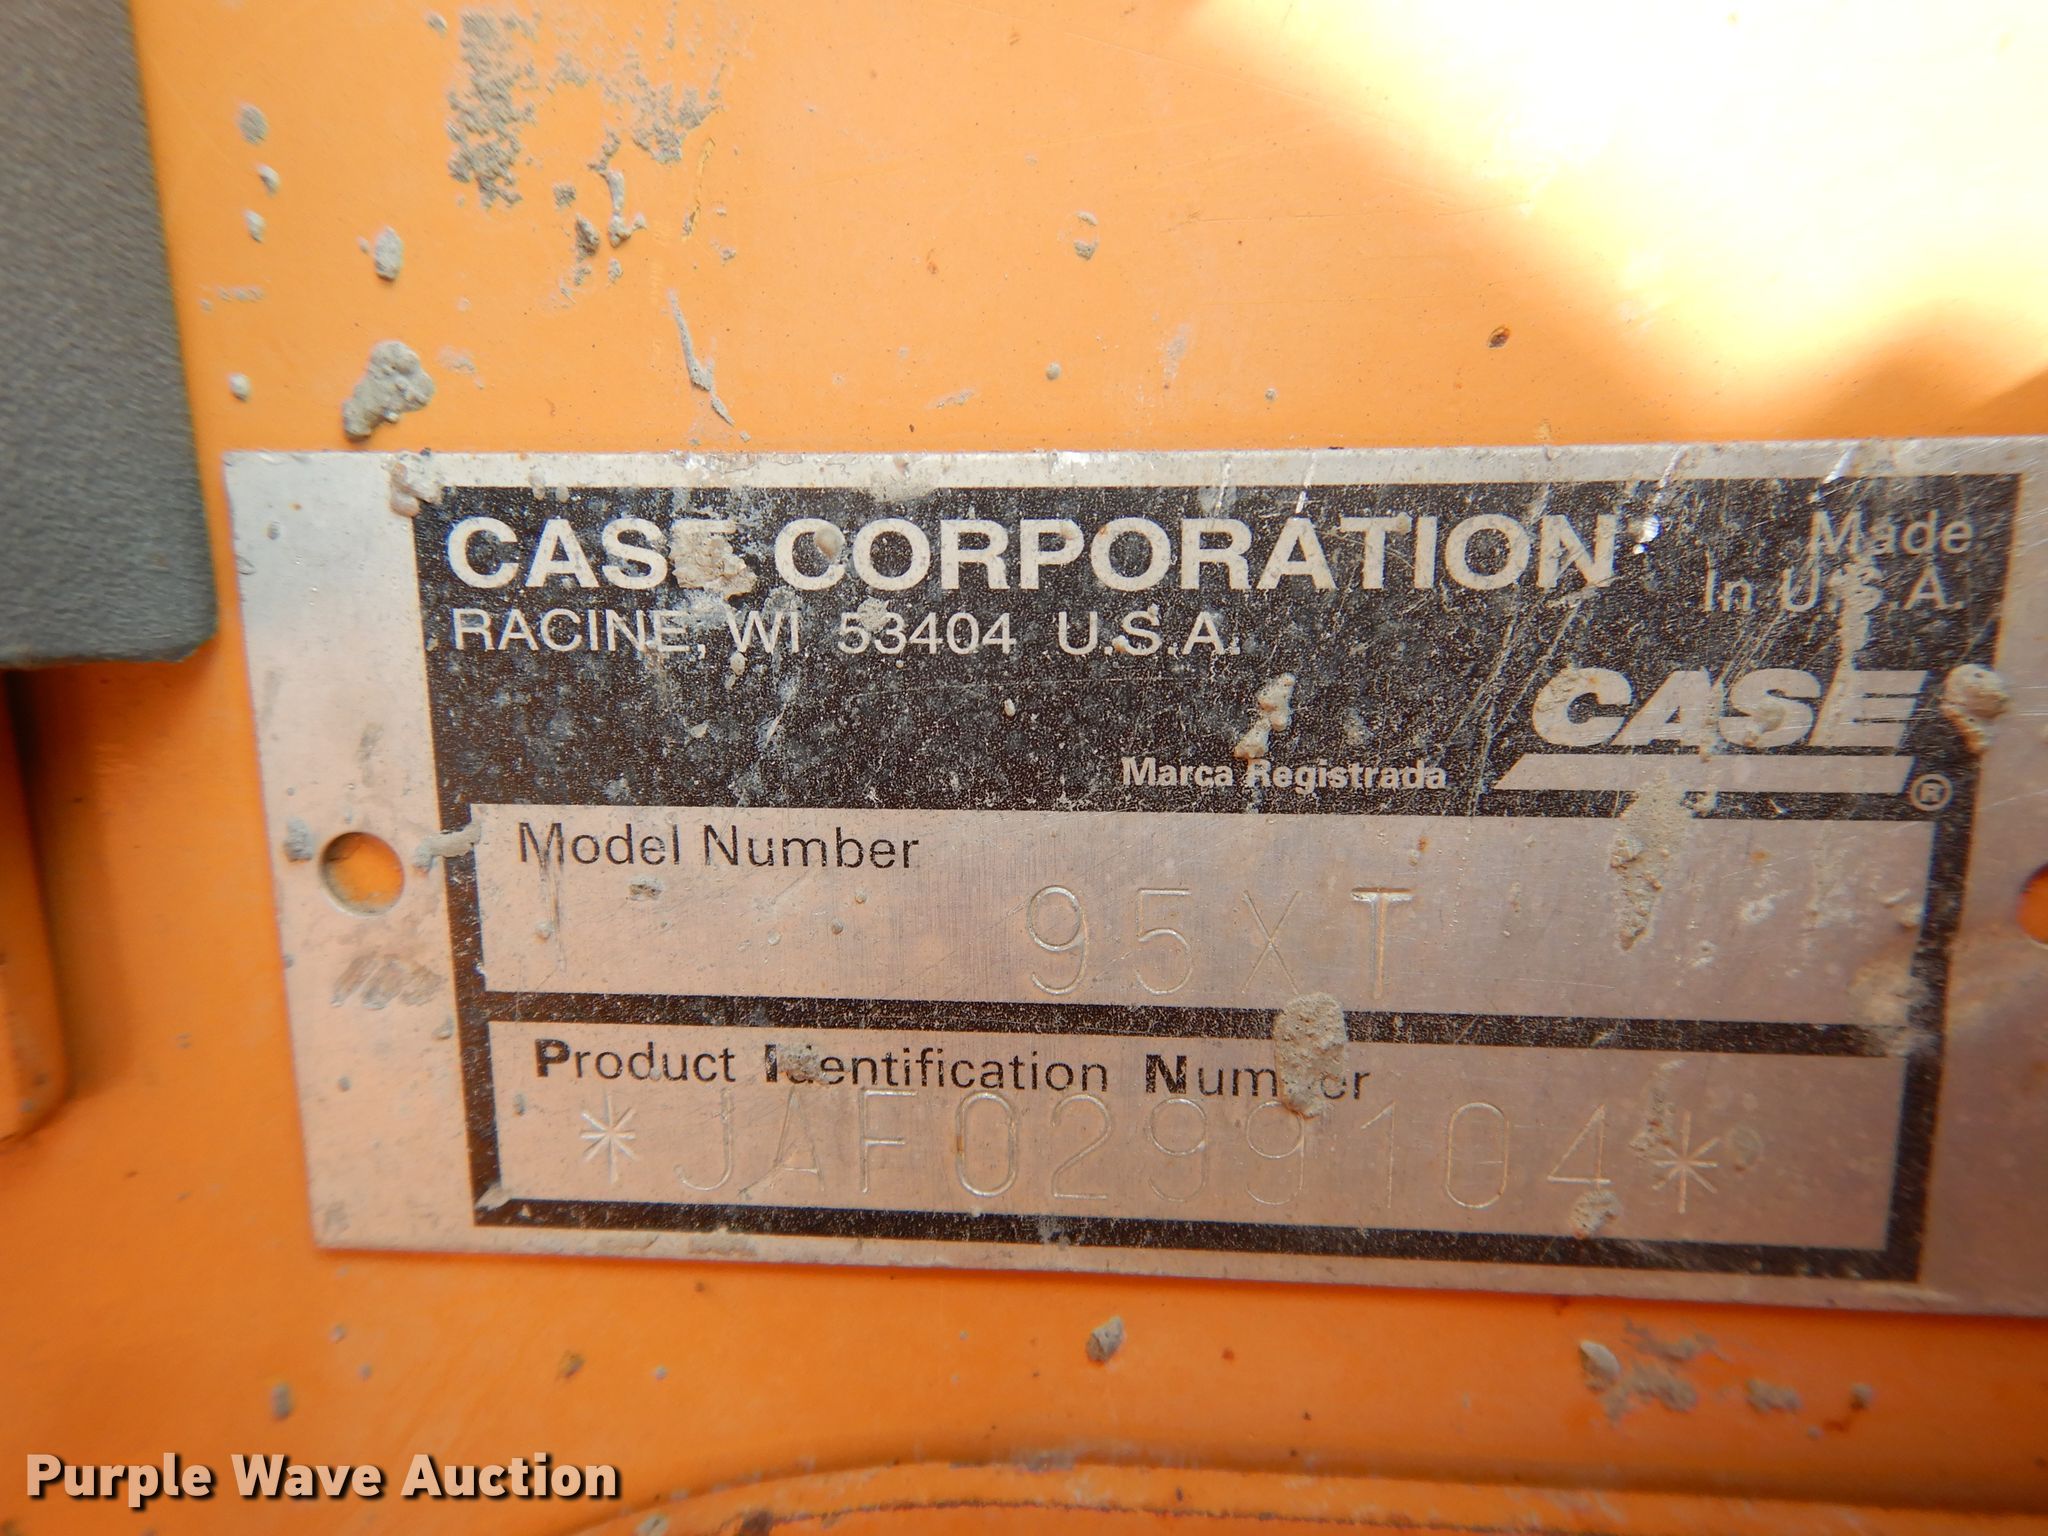 CASE CORPORATION
Made
In U.S.A.
RACINE, WI 53404 U.S.A.
CASE
Marca Registrada ®
Model Number
95XT
Product Identification Number
*JAF0299104*
Purple Wave Auction